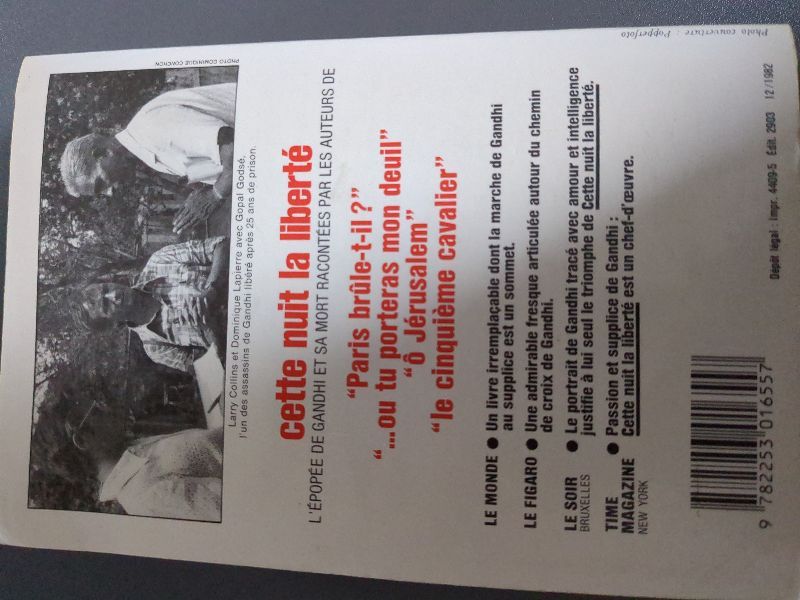 PHOTO DOMINIQUE CONCHON
Larry Collins et Dominique Lapierre avec Gopal Godsé,
l'un des assassins de Gandhi libéré après 25 ans de prison.
cette nuit la liberté
L'ÉPOPÉE DE GANDHI ET SA MORT RACONTÉES PAR LES AUTEURS DE
"Paris brûle-t-il ?"
"...ou tu porteras mon deuil"
"Ô Jérusalem"
"le cinquième cavalier"
LE MONDE ● Un livre irremplaçable dont la marche de Gandhi
au supplice est un sommet.
LE FIGARO ● Une admirable fresque articulée autour du chemin
de croix de Gandhi.
LE SOIR ● Le portrait de Gandhi tracé avec amour et intelligence
BRUXELLES justifie à lui seul le triomphe de Cette nuit la liberté.
TIME ● Passion et supplice de Gandhi :
MAGAZINE Cette nuit la liberté est un chef-d'œuvre.
NEW YORK
9 782253 016557
Dépôt légal Impr. 4409-5 Édit. 2903 12/1982
Photo couverture : Popperfoto